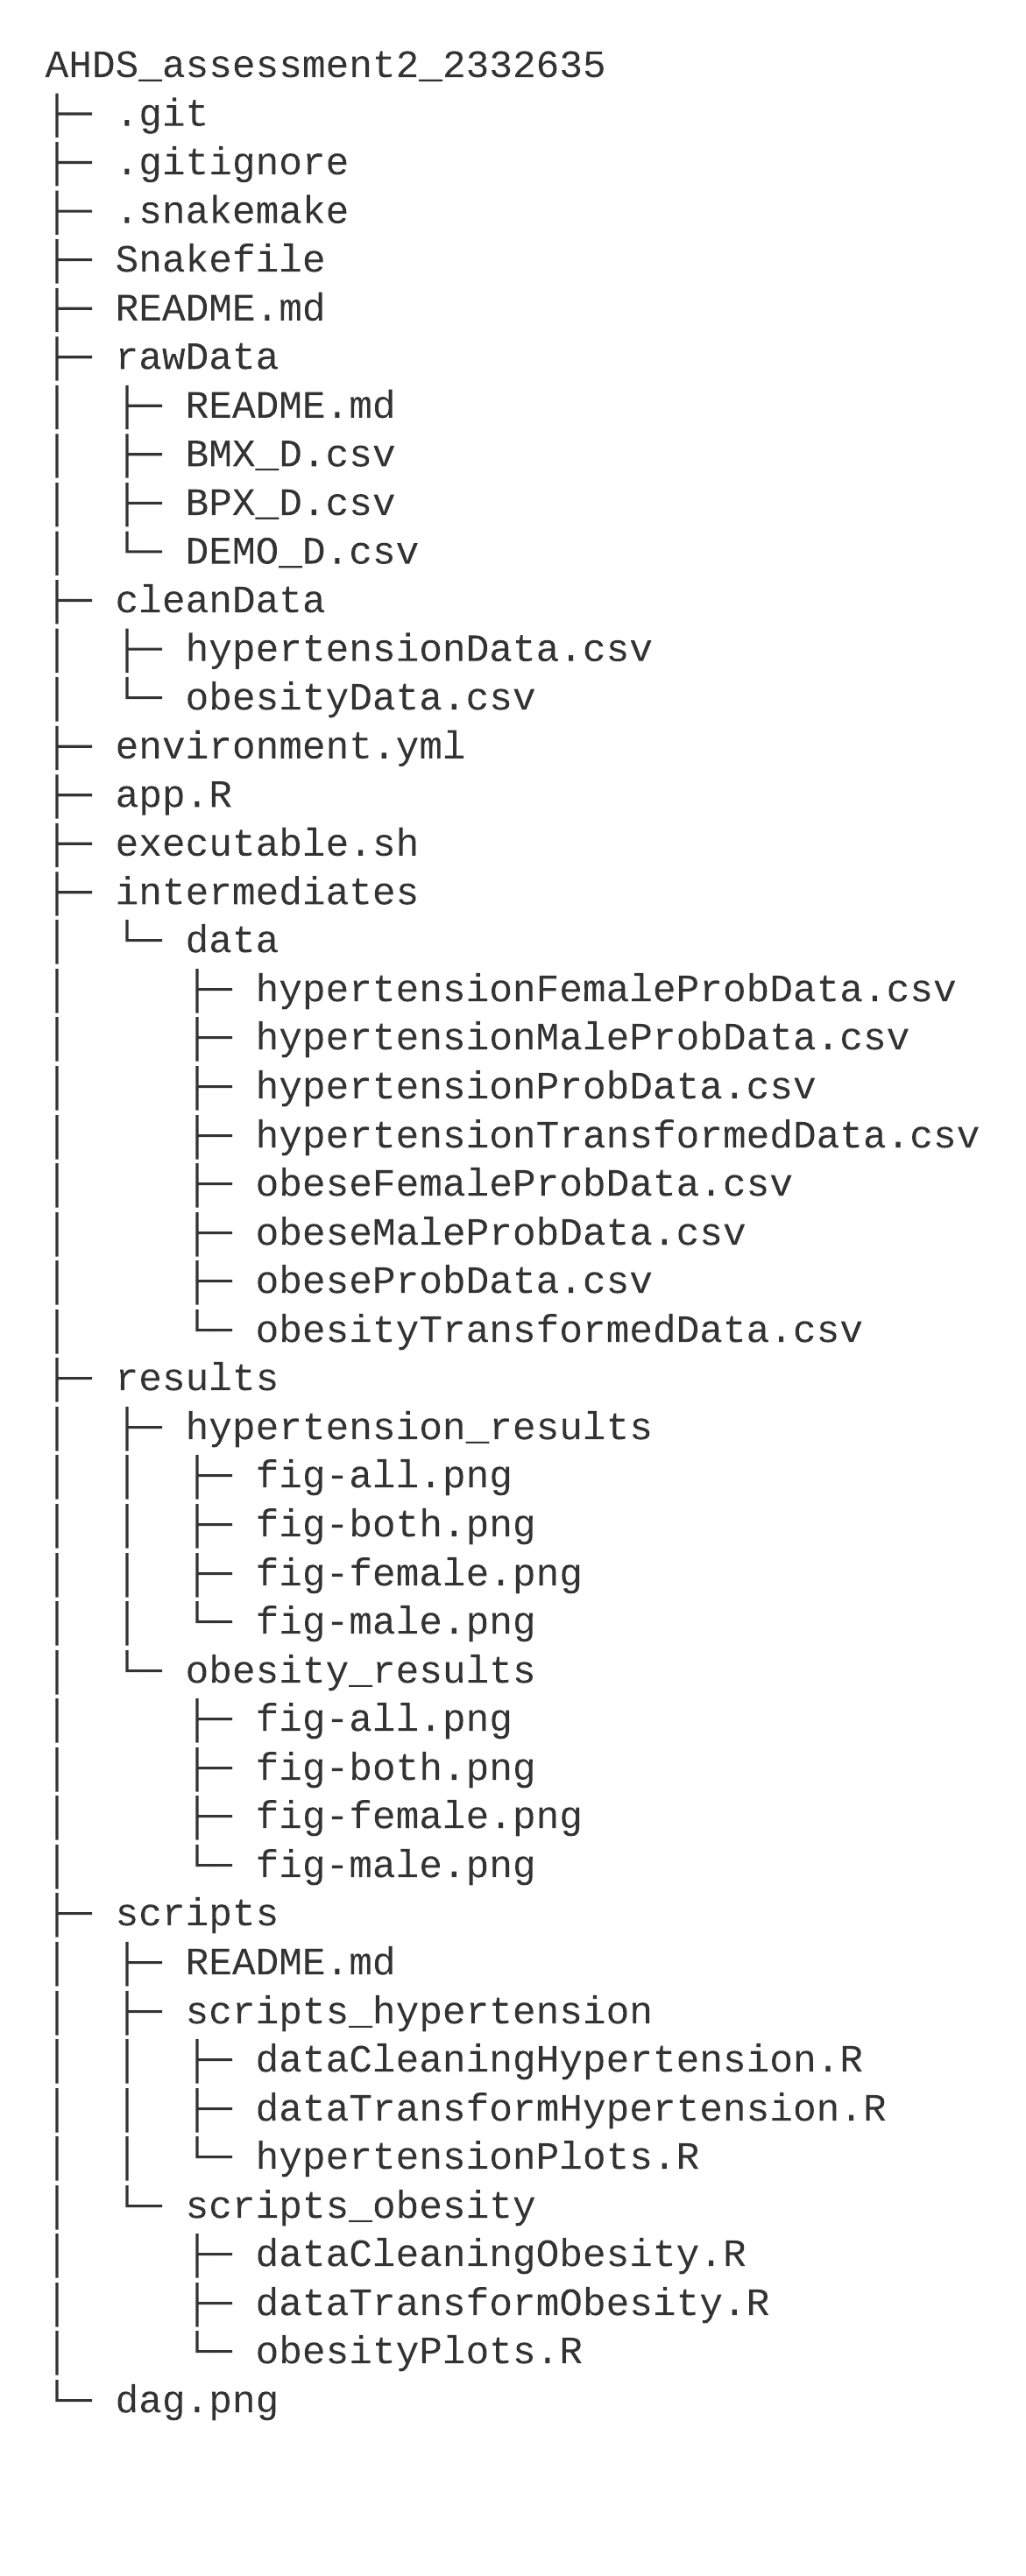 AHDS_assessment2_2332635
├─ .git
├─ .gitignore
├─ .snakemake
├─ Snakefile
├─ README.md
├─ rawData
│  ├─ README.md
│  ├─ BMX_D.csv
│  ├─ BPX_D.csv
│  └─ DEMO_D.csv
├─ cleanData
│  ├─ hypertensionData.csv
│  └─ obesityData.csv
├─ environment.yml
├─ app.R
├─ executable.sh
├─ intermediates
│  └─ data
│     ├─ hypertensionFemaleProbData.csv
│     ├─ hypertensionMaleProbData.csv
│     ├─ hypertensionProbData.csv
│     ├─ hypertensionTransformedData.csv
│     ├─ obeseFemaleProbData.csv
│     ├─ obeseMaleProbData.csv
│     ├─ obeseProbData.csv
│     └─ obesityTransformedData.csv
├─ results
│  ├─ hypertension_results
│  │  ├─ fig-all.png
│  │  ├─ fig-both.png
│  │  ├─ fig-female.png
│  │  └─ fig-male.png
│  └─ obesity_results
│     ├─ fig-all.png
│     ├─ fig-both.png
│     ├─ fig-female.png
│     └─ fig-male.png
├─ scripts
│  ├─ README.md
│  ├─ scripts_hypertension
│  │  ├─ dataCleaningHypertension.R
│  │  ├─ dataTransformHypertension.R
│  │  └─ hypertensionPlots.R
│  └─ scripts_obesity
│     ├─ dataCleaningObesity.R
│     ├─ dataTransformObesity.R
│     └─ obesityPlots.R
└─ dag.png